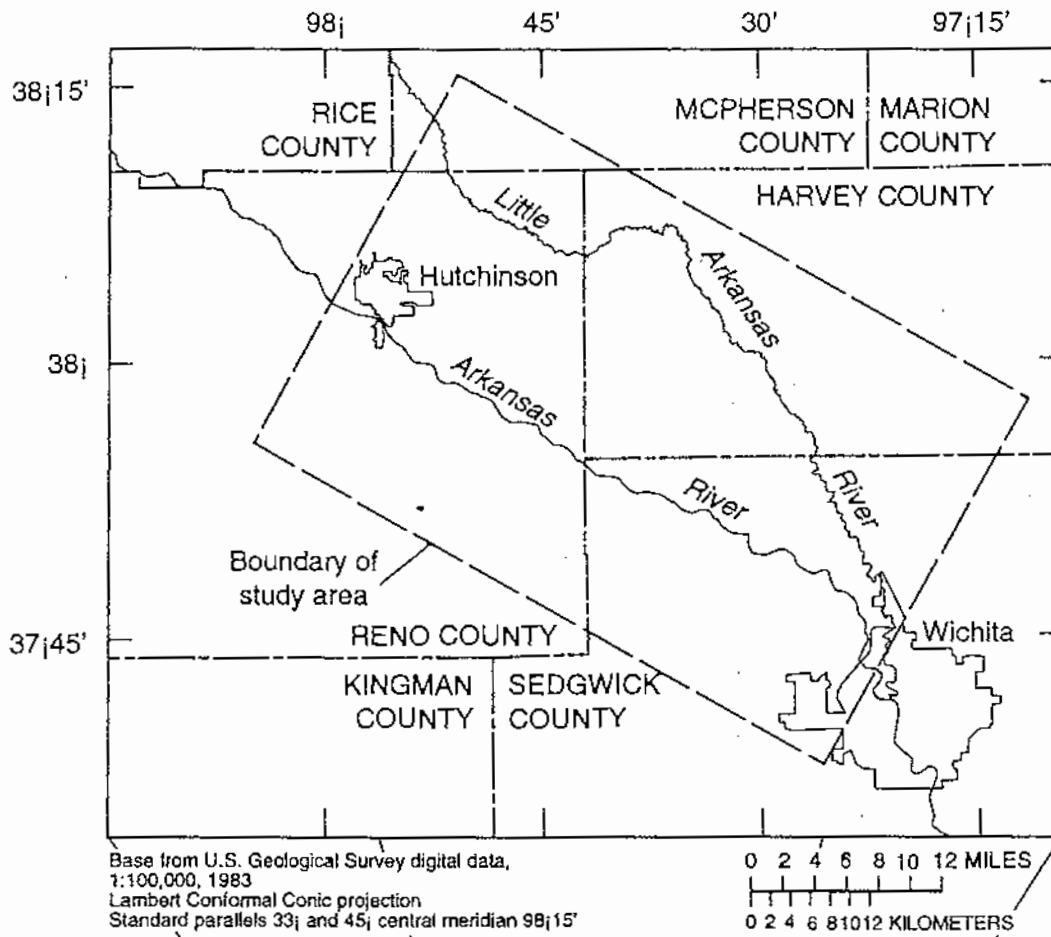 98¡ 45' 30' 97¡15'
38¡15'
RICE
COUNTY
MCPHERSON
COUNTY
MARION
COUNTY
HARVEY COUNTY
Little
Arkansas
River
Hutchinson
38¡
Arkansas
River
Boundary of
study area
37¡45'
RENO COUNTY
Wichita
KINGMAN
COUNTY
SEDGWICK
COUNTY
Base from U.S. Geological Survey digital data,
1:100,000, 1983
Lambert Conformal Conic projection
Standard parallels 33¡ and 45¡ central meridian 98¡15'
0 2 4 6 8 10 12 MILES
0 2 4 6 8 10 12 KILOMETERS